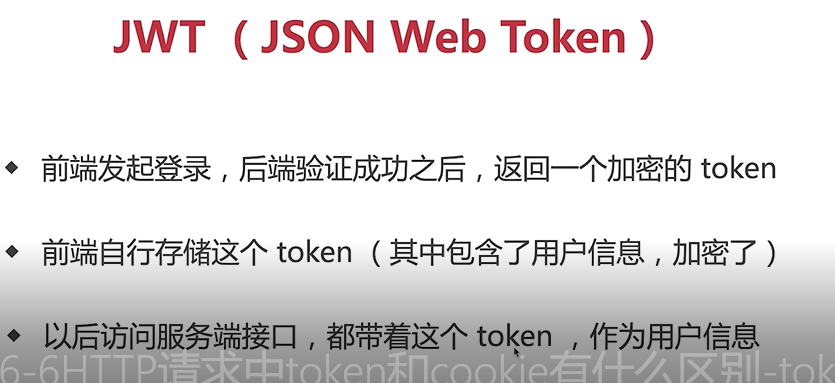 JWT （JSON Web Token）
◆ 前端发起登录，后端验证成功之后，返回一个加密的 token
◆ 前端自行存储这个 token（其中包含了用户信息，加密了）
◆ 以后访问服务端接口，都带着这个 token ，作为用户信息
6-6HTTP请求中token和cookie有什么区别-tok